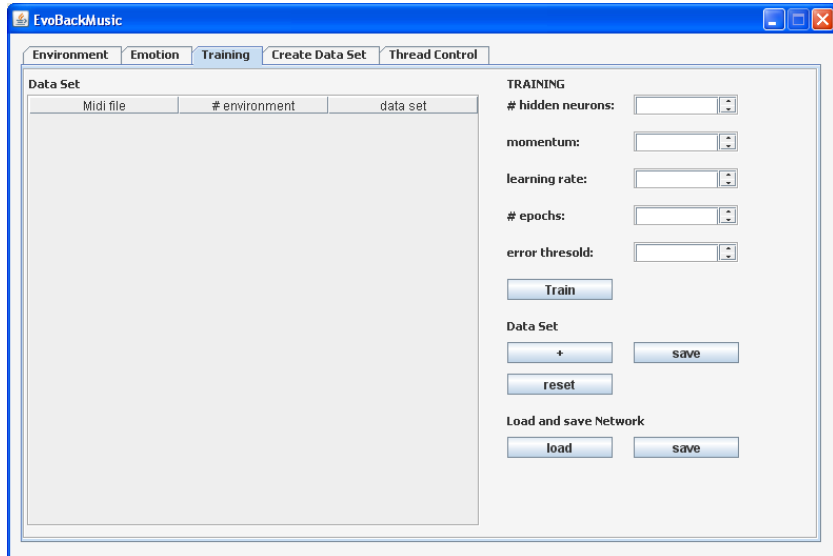 EvoBackMusic
Environment Emotion Training Create Data Set Thread Control
Data Set
Midi file # environment data set
TRAINING
# hidden neurons:
momentum:
learning rate:
# epochs:
error thresold:
Train
Data Set
+ save
reset
Load and save Network
load save